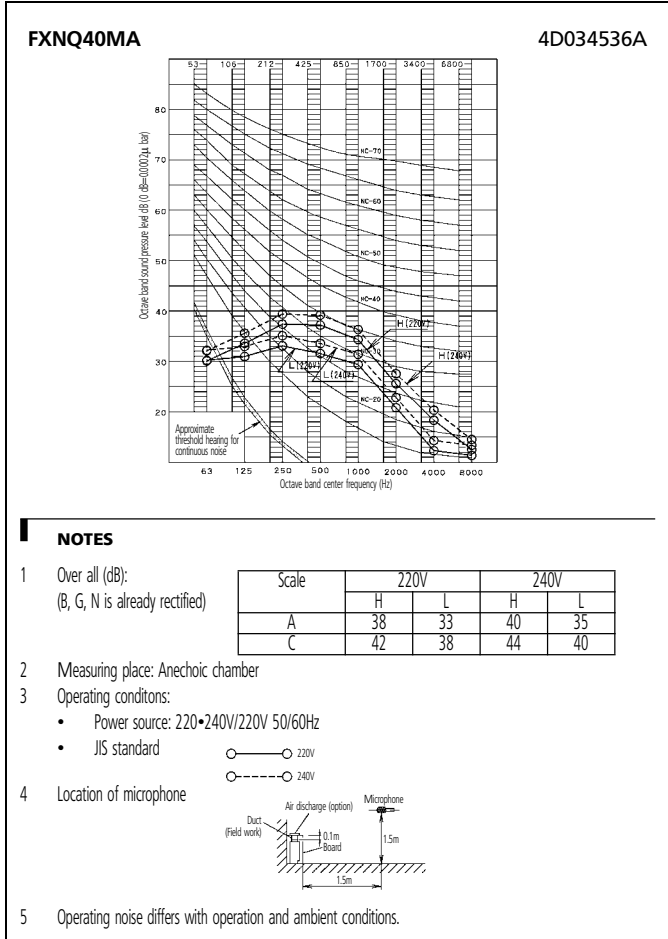 FXNQ40MA 4D034536A
53 106 212 425 850 1700 3400 6800
80
70
60
50
40
30
20
Octave band sound pressure level dB (0 dB=0.0002μ bar)
NC-70
NC-60
NC-50
NC-40
NC-30
NC-20
H (220V)
H (240V)
L (220V)
L (240V)
Approximate
threshold hearing for
continuous noise
63 125 250 500 1000 2000 4000 8000
Octave band center frequency (Hz)
NOTES
1 Over all (dB):
(B, G, N is already rectified)
Scale 220V 240V
H L H L
A 38 33 40 35
C 42 38 44 40
2 Measuring place: Anechoic chamber
3 Operating conditons:
• Power source: 220•240V/220V 50/60Hz
• JIS standard
220V
240V
4 Location of microphone
Air discharge (option)
Microphone
Duct
(Field work)
0.1m
Board
1.5m
1.5m
5 Operating noise differs with operation and ambient conditions.